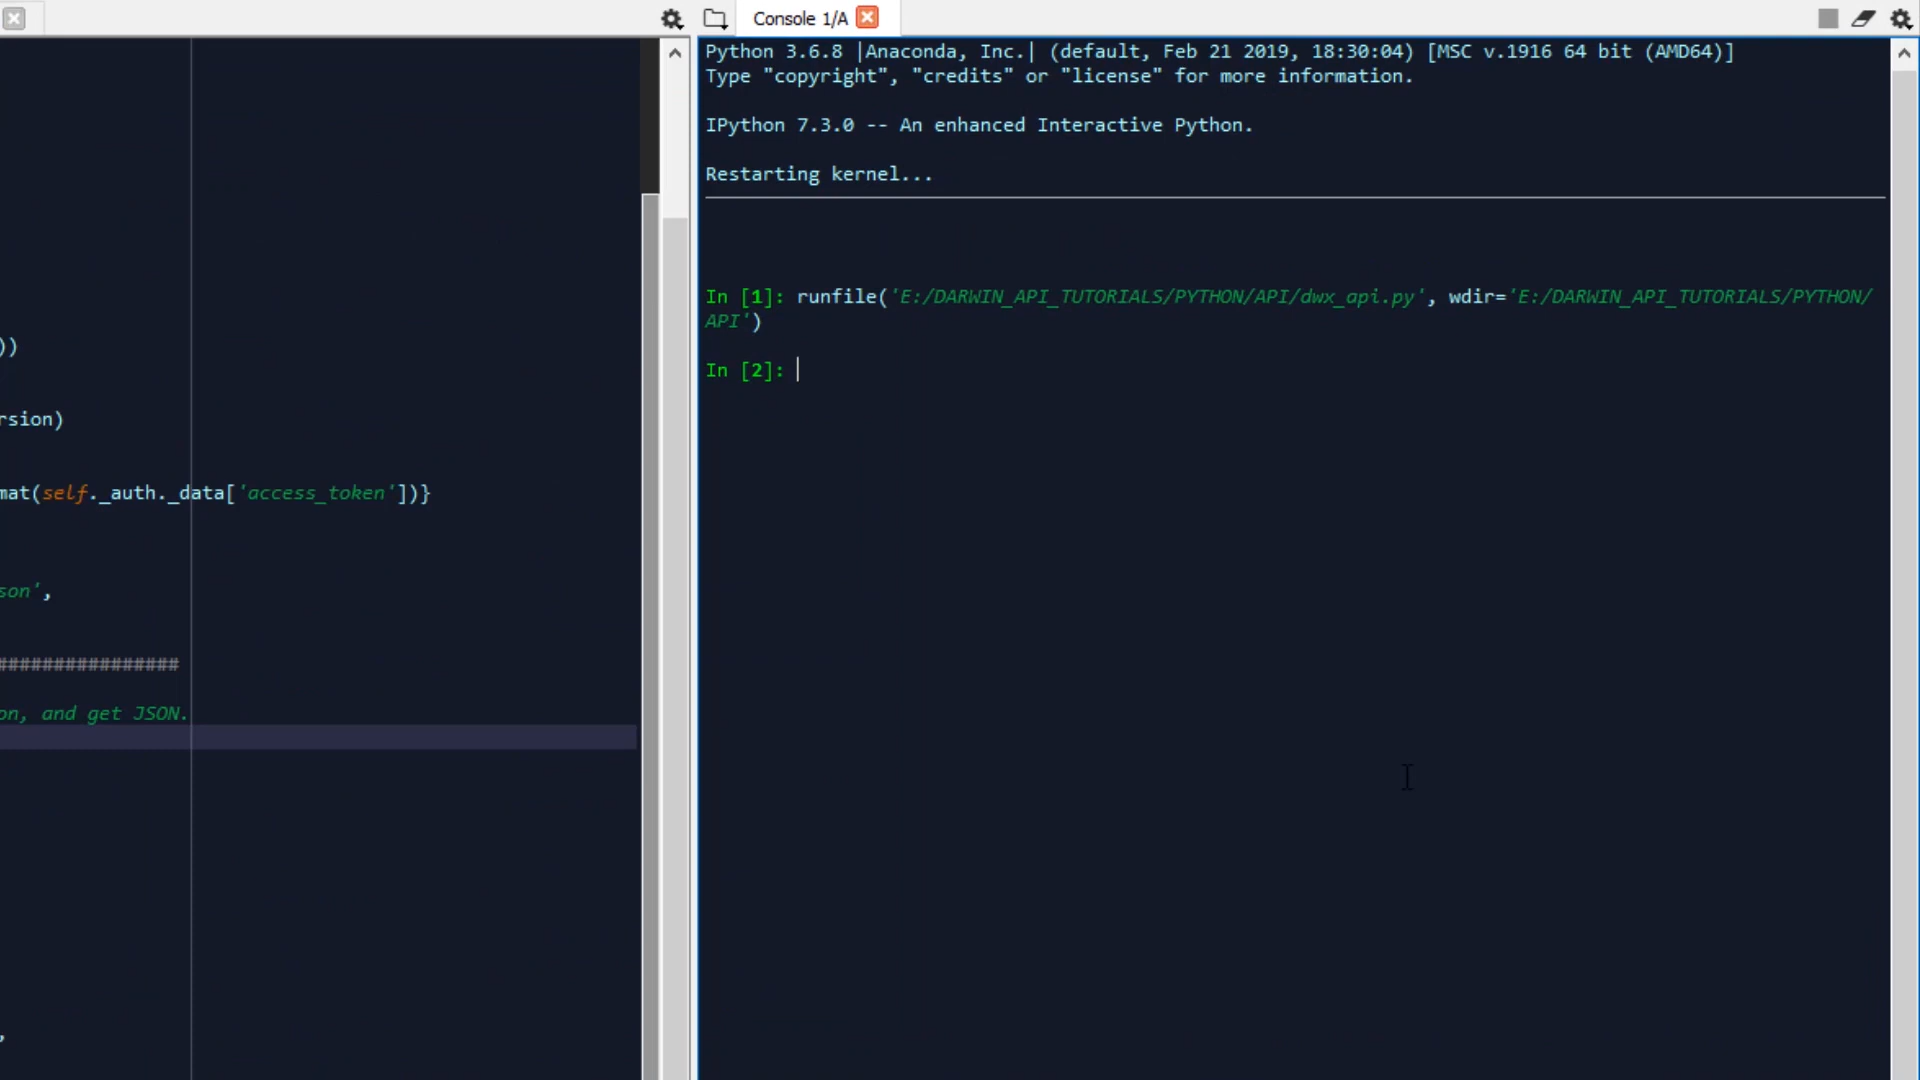 Console 1/A
Python 3.6.8 |Anaconda, Inc.| (default, Feb 21 2019, 18:30:04) [MSC v.1916 64 bit (AMD64)]
Type "copyright", "credits" or "license" for more information.
IPython 7.3.0 -- An enhanced Interactive Python.
Restarting kernel...
In [1]: runfile('E:/DARWIN_API_TUTORIALS/PYTHON/API/dwx_api.py', wdir='E:/DARWIN_API_TUTORIALS/PYTHON/
API')
In [2]:
))
rsion)
mat(self._auth._data['access_token'])}
son',
################
on, and get JSON.
,